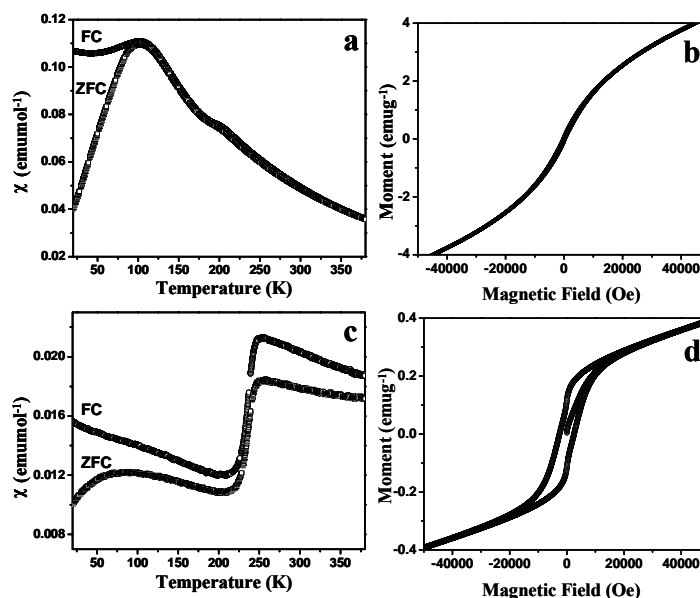 a
FC
ZFC
χ (emumol⁻¹)
0.12
0.10
0.08
0.06
0.04
0.02
50 100 150 200 250 300 350
Temperature (K)
b
Moment (emug⁻¹)
4
2
0
-2
-4
-40000 -20000 0 20000 40000
Magnetic Field (Oe)
c
FC
ZFC
χ (emumol⁻¹)
0.020
0.016
0.012
0.008
50 100 150 200 250 300 350
Temperature (K)
d
Moment (emug⁻¹)
0.4
0.2
0.0
-0.2
-0.4
-40000 -20000 0 20000 40000
Magnetic Field (Oe)